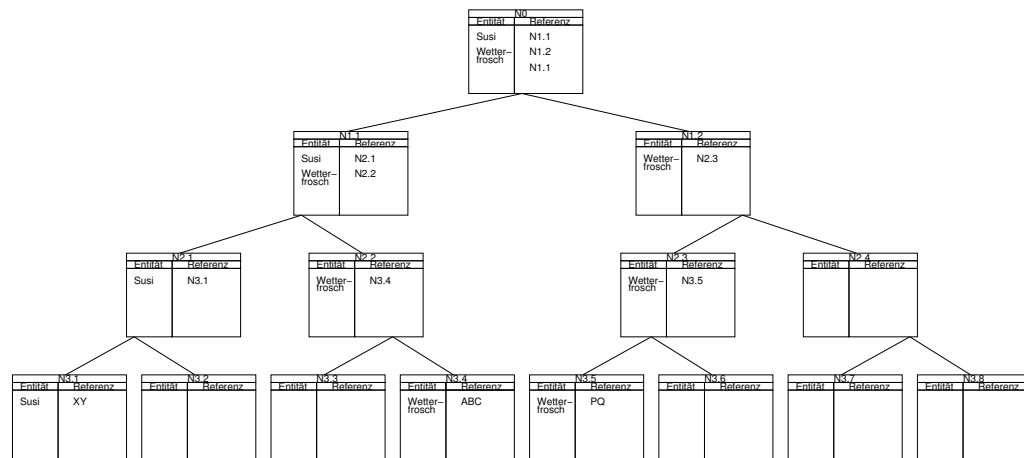 N0
Entität Referenz
Susi N1.1
Wetter– N1.2
frosch
N1.1
N1.1 N1.2
Entität Referenz Entität Referenz
Susi N2.1 Wetter– N2.3
frosch
Wetter– N2.2
frosch
N2.1 N2.2 N2.3 N2.4
Entität Referenz Entität Referenz Entität Referenz Entität Referenz
Susi N3.1 Wetter– N3.4 Wetter– N3.5
frosch frosch
N3.1 N3.2 N3.3 N3.4 N3.5 N3.6 N3.7 N3.8
Entität Referenz Entität Referenz Entität Referenz Entität Referenz Entität Referenz Entität Referenz Entität Referenz Entität Referenz
Susi XY Wetter– ABC Wetter– PQ
frosch frosch